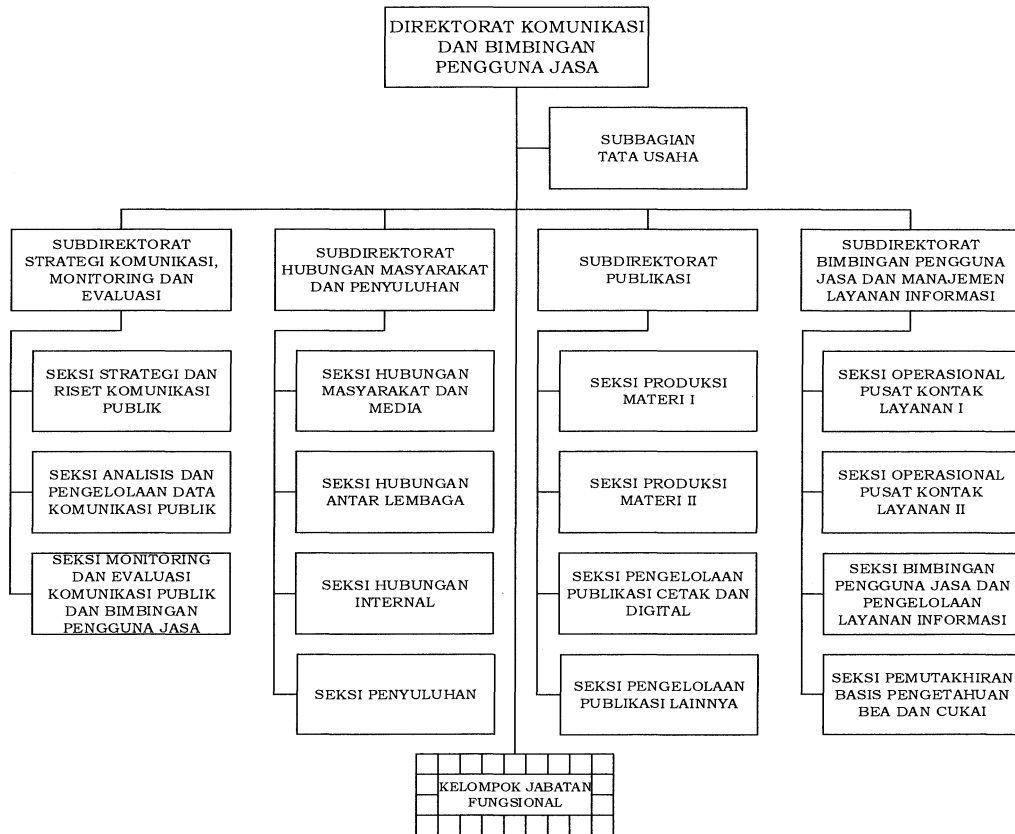 DIREKTORAT KOMUNIKASI
DAN BIMBINGAN
PENGGUNA JASA
SUBBAGIAN
TATA USAHA
SUBDIREKTORAT
STRATEGI KOMUNIKASI,
MONITORING DAN
EVALUASI
SEKSI STRATEGI DAN
RISET KOMUNIKASI
PUBLIK
SEKSI ANALISIS DAN
PENGELOLAAN DATA
KOMUNIKASI PUBLIK
SEKSI MONITORING
DAN EVALUASI
KOMUNIKASI PUBLIK
DAN BIMBINGAN
PENGGUNA JASA
SUBDIREKTORAT
HUBUNGAN MASYARAKAT
DAN PENYULUHAN
SEKSI HUBUNGAN
MASYARAKAT DAN
MEDIA
SEKSI HUBUNGAN
ANTAR LEMBAGA
SEKSI HUBUNGAN
INTERNAL
SEKSI PENYULUHAN
SUBDIREKTORAT
PUBLIKASI
SEKSI PRODUKSI
MATERI I
SEKSI PRODUKSI
MATERI II
SEKSI PENGELOLAAN
PUBLIKASI CETAK DAN
DIGITAL
SEKSI PENGELOLAAN
PUBLIKASI LAINNYA
SUBDIREKTORAT
BIMBINGAN PENGGUNA
JASA DAN MANAJEMEN
LAYANAN INFORMASI
SEKSI OPERASIONAL
PUSAT KONTAK
LAYANAN I
SEKSI OPERASIONAL
PUSAT KONTAK
LAYANAN II
SEKSI BIMBINGAN
PENGGUNA JASA DAN
PENGELOLAAN
LAYANAN INFORMASI
SEKSI PEMUTAKHIRAN
BASIS PENGETAHUAN
BEA DAN CUKAI
KELOMPOK JABATAN
FUNGSIONAL